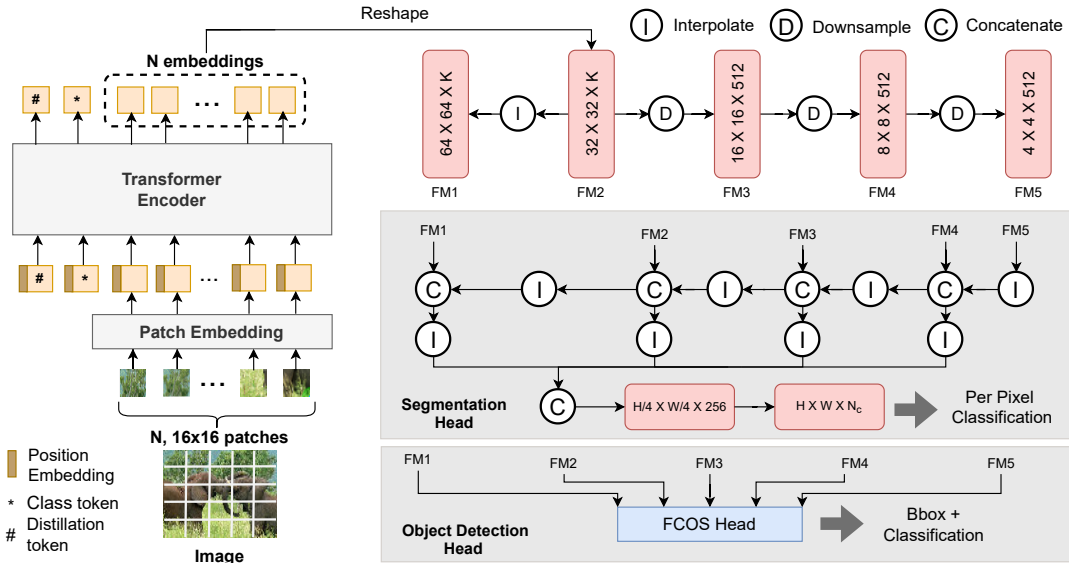 Reshape
N embeddings
#
*
...
Transformer
Encoder
#
*
...
Patch Embedding
...
N, 16x16 patches
Image
Position
Embedding
* Class token
# Distillation
token
I Interpolate D Downsample C Concatenate
64 X 64 X K
I
32 X 32 X K
D
16 X 16 X 512
D
8 X 8 X 512
D
4 X 4 X 512
FM1 FM2 FM3 FM4 FM5
FM1 FM2 FM3 FM4 FM5
C I C I C I C I
I I I I
C
H/4 X W/4 X 256
H X W X Nc
Per Pixel
Classification
Segmentation
Head
FM1 FM2 FM3 FM4 FM5
FCOS Head
Bbox +
Classification
Object Detection
Head